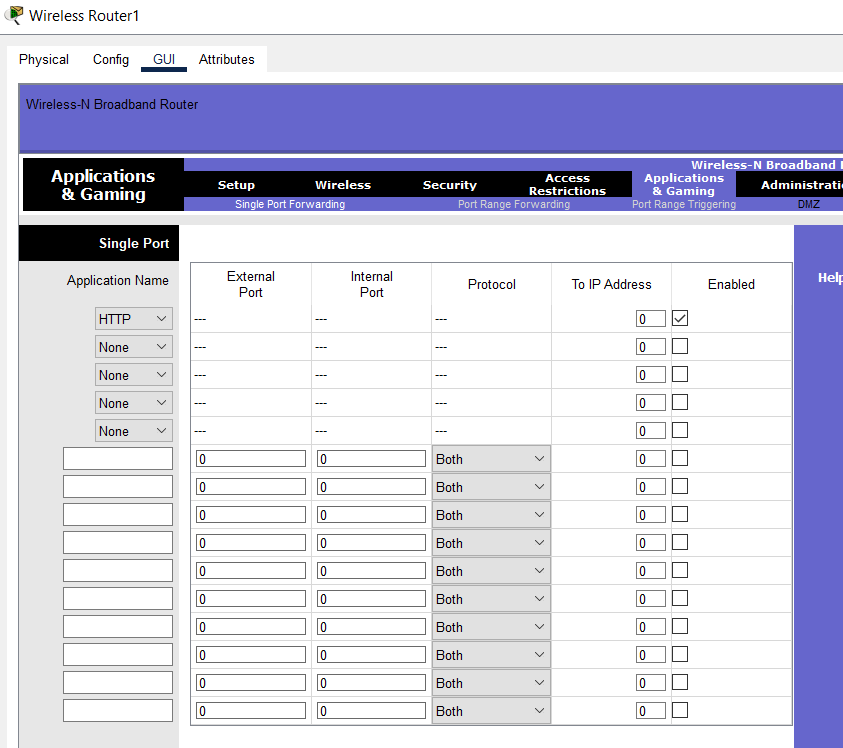 Wireless Router1
Physical Config GUI Attributes
Wireless-N Broadband Router
Wireless-N Broadband
Applications & Gaming
Setup Wireless Security Access Restrictions Applications & Gaming Administrati
Single Port Forwarding Port Range Forwarding Port Range Triggering DMZ
Single Port
Help
Application Name External Port Internal Port Protocol To IP Address Enabled
HTTP --- --- --- 0
None --- --- --- 0
None --- --- --- 0
None --- --- --- 0
None --- --- --- 0
0 0 Both 0
0 0 Both 0
0 0 Both 0
0 0 Both 0
0 0 Both 0
0 0 Both 0
0 0 Both 0
0 0 Both 0
0 0 Both 0
0 0 Both 0